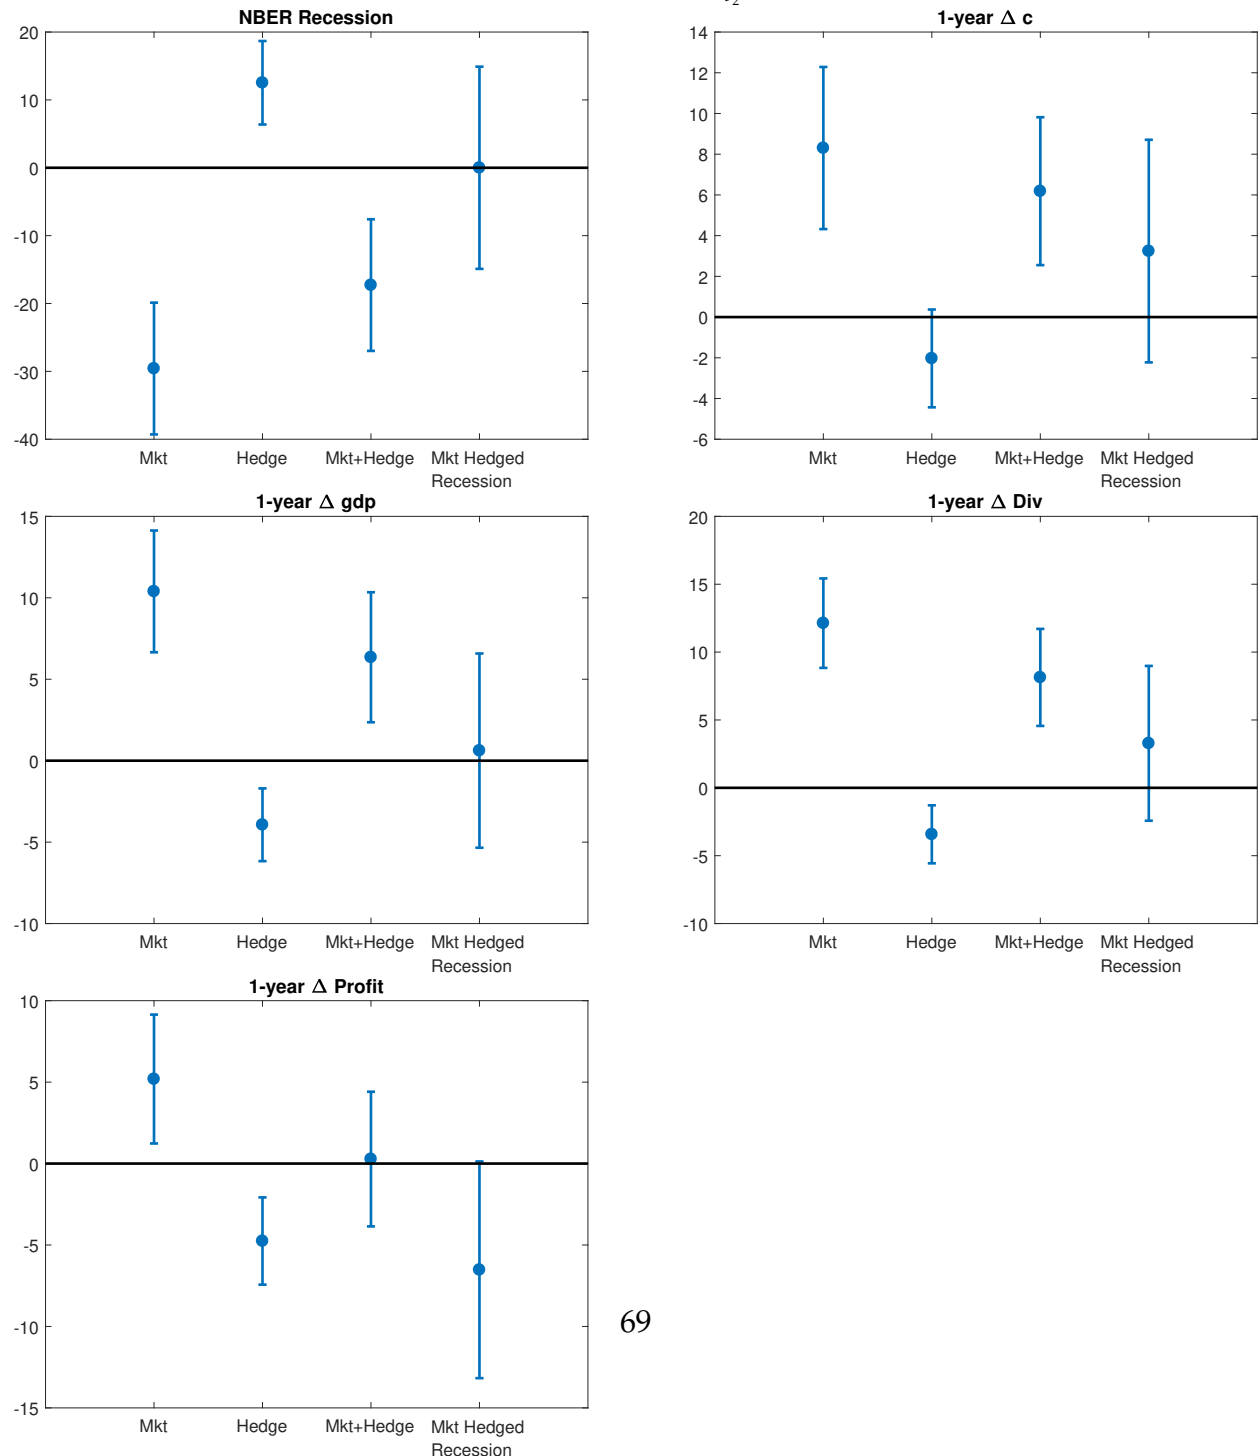 2
NBER Recession
20
10
0
-10
-20
-30
-40
Mkt
Hedge
Mkt+Hedge
Mkt Hedged
Recession
1-year Δ c
14
12
10
8
6
4
2
0
-2
-4
-6
Mkt
Hedge
Mkt+Hedge
Mkt Hedged
Recession
1-year Δ gdp
15
10
5
0
-5
-10
Mkt
Hedge
Mkt+Hedge
Mkt Hedged
Recession
1-year Δ Div
20
15
10
5
0
-5
-10
Mkt
Hedge
Mkt+Hedge
Mkt Hedged
Recession
1-year Δ Profit
10
5
0
-5
-10
-15
Mkt
Hedge
Mkt+Hedge
Mkt Hedged
Recession
69